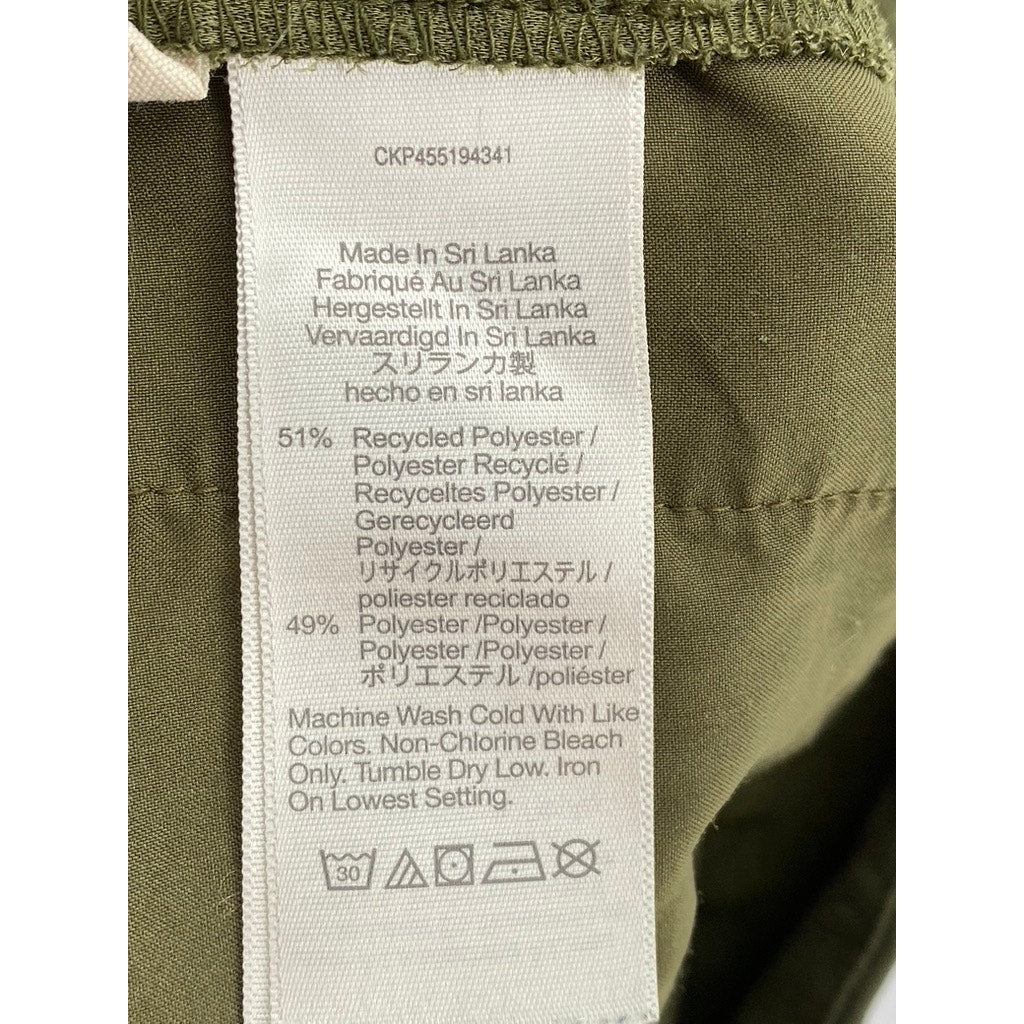 CKP455194341
Made In Sri Lanka
Fabriqué Au Sri Lanka
Hergestellt In Sri Lanka
Vervaardigd In Sri Lanka
スリランカ製
hecho en sri lanka
51% Recycled Polyester /
Polyester Recyclé /
Recyceltes Polyester /
Gerecycleerd
Polyester /
リサイクルポリエステル /
poliester reciclado
49% Polyester /Polyester /
Polyester /Polyester /
ポリエステル /poliéster
Machine Wash Cold With Like
Colors. Non-Chlorine Bleach
Only. Tumble Dry Low. Iron
On Lowest Setting.
30